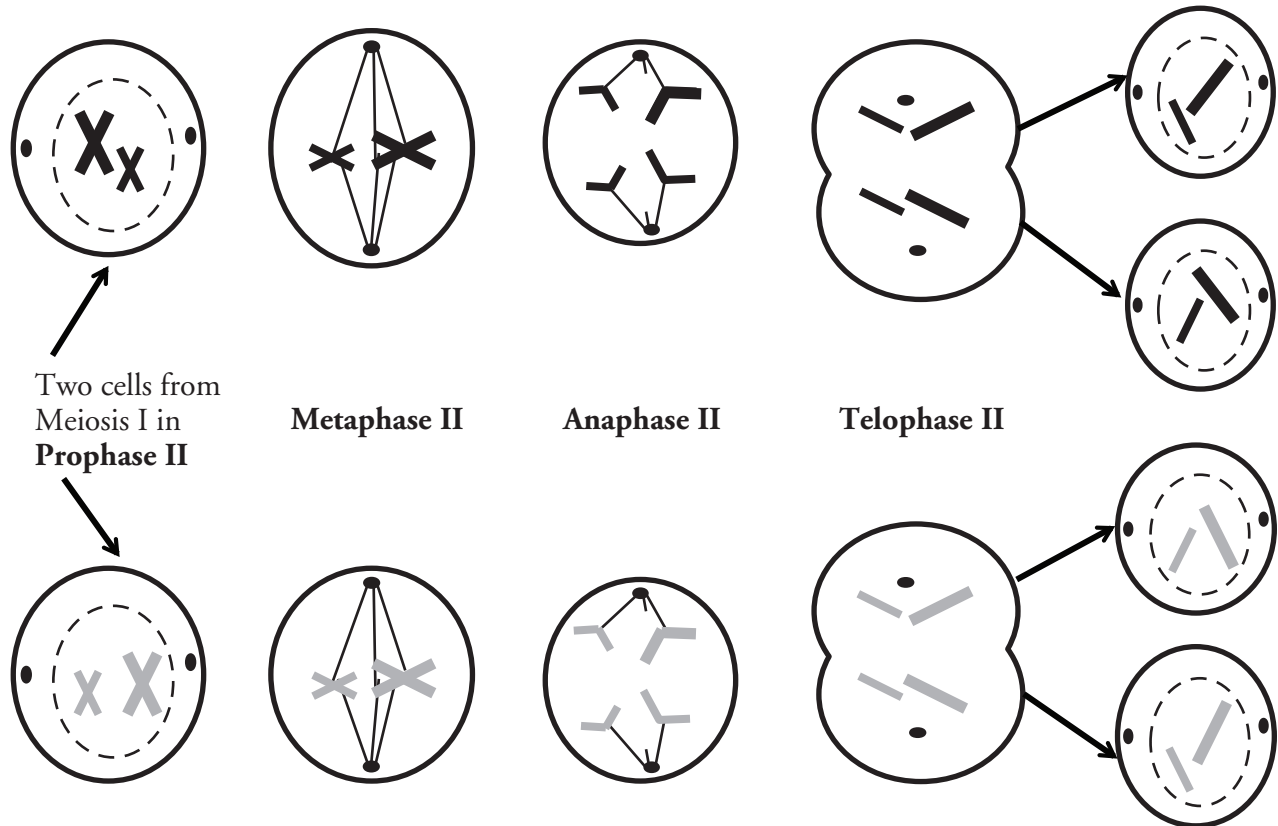 Two cells from
Meiosis I in
Prophase II
Metaphase II
Anaphase II
Telophase II